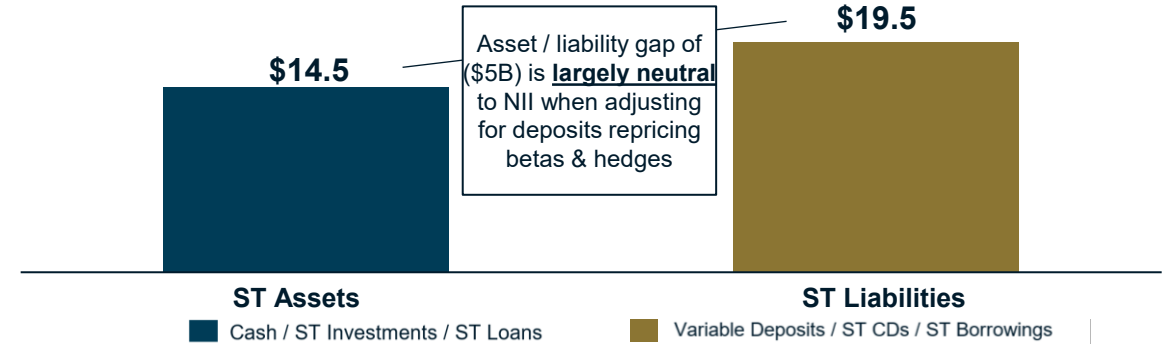 $19.5
$14.5
Asset / liability gap of
($5B) is largely neutral
to NII when adjusting
for deposits repricing
betas & hedges
ST Assets
ST Liabilities
Cash / ST Investments / ST Loans
Variable Deposits / ST CDs / ST Borrowings